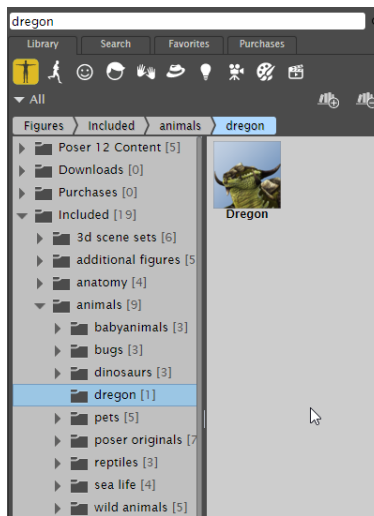 dregon
Library Search Favorites Purchases
All
Figures Included animals dregon
Poser 12 Content [5]
Downloads [0]
Purchases [0]
Included [19]
3d scene sets [6]
additional figures [5
anatomy [4]
animals [9]
babyanimals [3]
bugs [3]
dinosaurs [3]
dregon [1]
pets [5]
poser originals [7
reptiles [3]
sea life [4]
wild animals [5]
Dregon